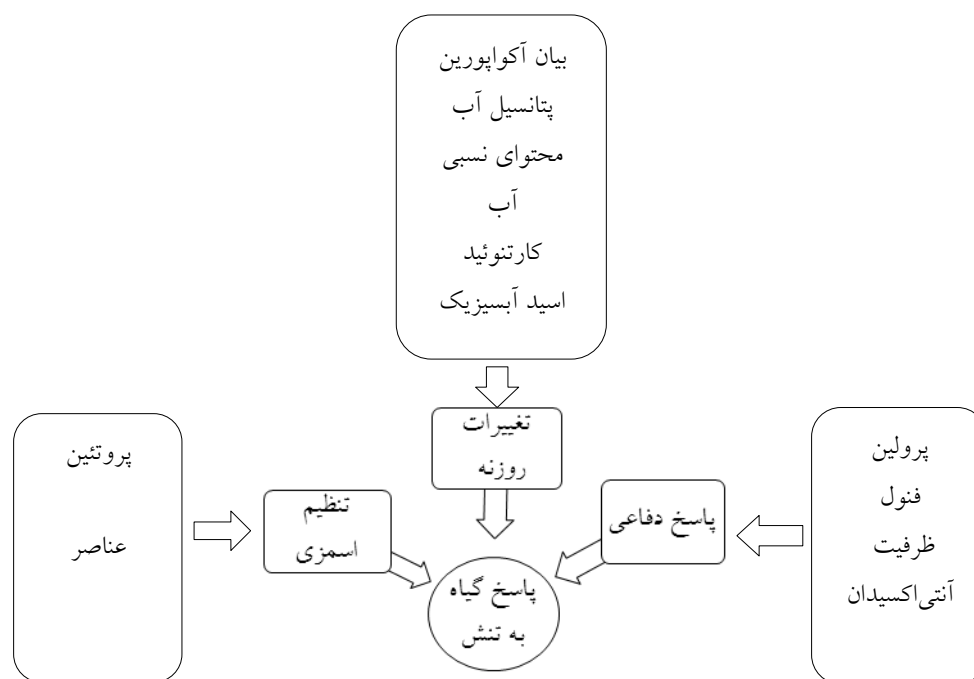 بیان آکواپورین
پتانسیل آب
محتوای نسبی
آب
کارتنوئید
اسید آبسیزیک
تغییرات
روزنه
پرولین
فنول
ظرفیت
آنتی‌اکسیدان
پاسخ دفاعی
پروتئین
عناصر
تنظیم
اسمزی
پاسخ گیاه
به تنش